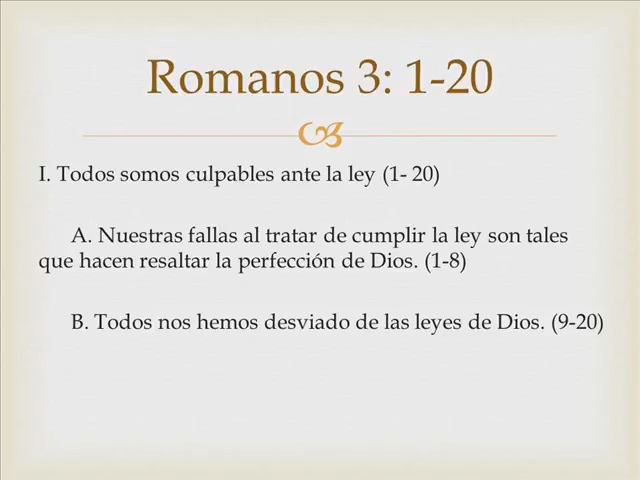 Romanos 3: 1-20
I. Todos somos culpables ante la ley (1- 20)
A. Nuestras fallas al tratar de cumplir la ley son tales
que hacen resaltar la perfección de Dios. (1-8)
B. Todos nos hemos desviado de las leyes de Dios. (9-20)